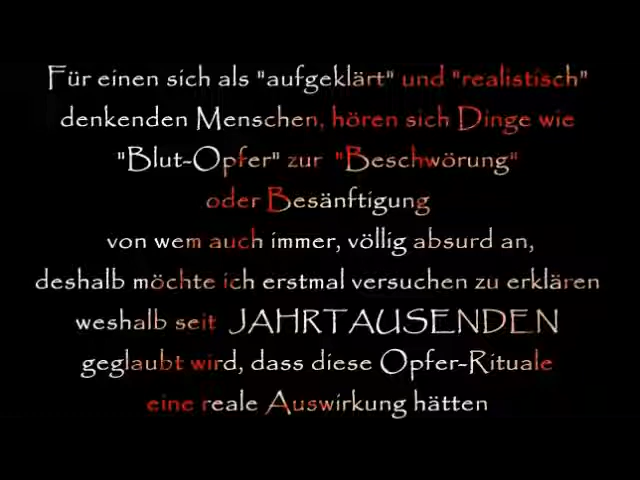 Für einen sich als "aufgeklärt" und "realistisch"
denkenden Menschen, hören sich Dinge wie
"Blut-Opfer" zur "Beschwörung"
oder Besänftigung
von wem auch immer, völlig absurd an,
deshalb möchte ich erstmal versuchen zu erklären
weshalb seit JAHRTAUSENDEN
geglaubt wird, dass diese Opfer-Rituale
eine reale Auswirkung hätten